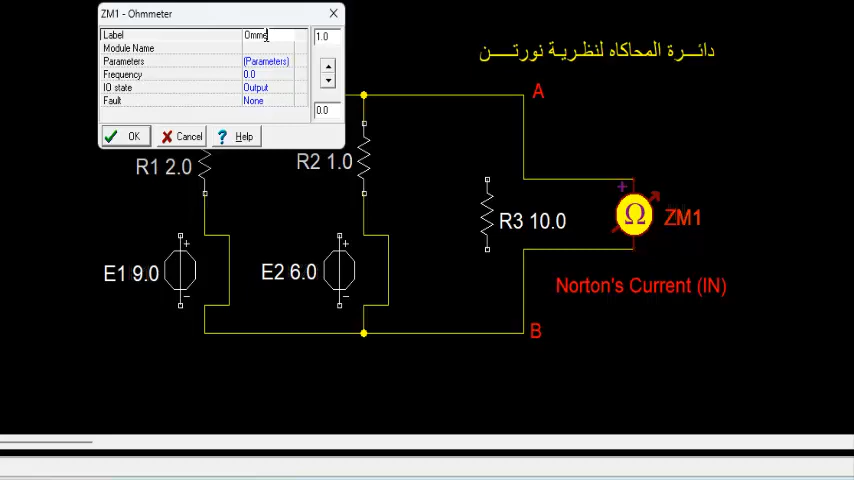 ZM1 - Ohmmeter
Label Omme
Module Name
Parameters (Parameters)
Frequency 0.0
IO state Output
Fault None
1.0
0.0
OK Cancel ? Help
دائـــرة المحاكاه لنظـريـة نورتـــن
A
R1 2.0
R2 1.0
R3 10.0
+
Ω
ZM1
E1 9.0
+
−
E2 6.0
+
−
Norton's Current (IN)
B